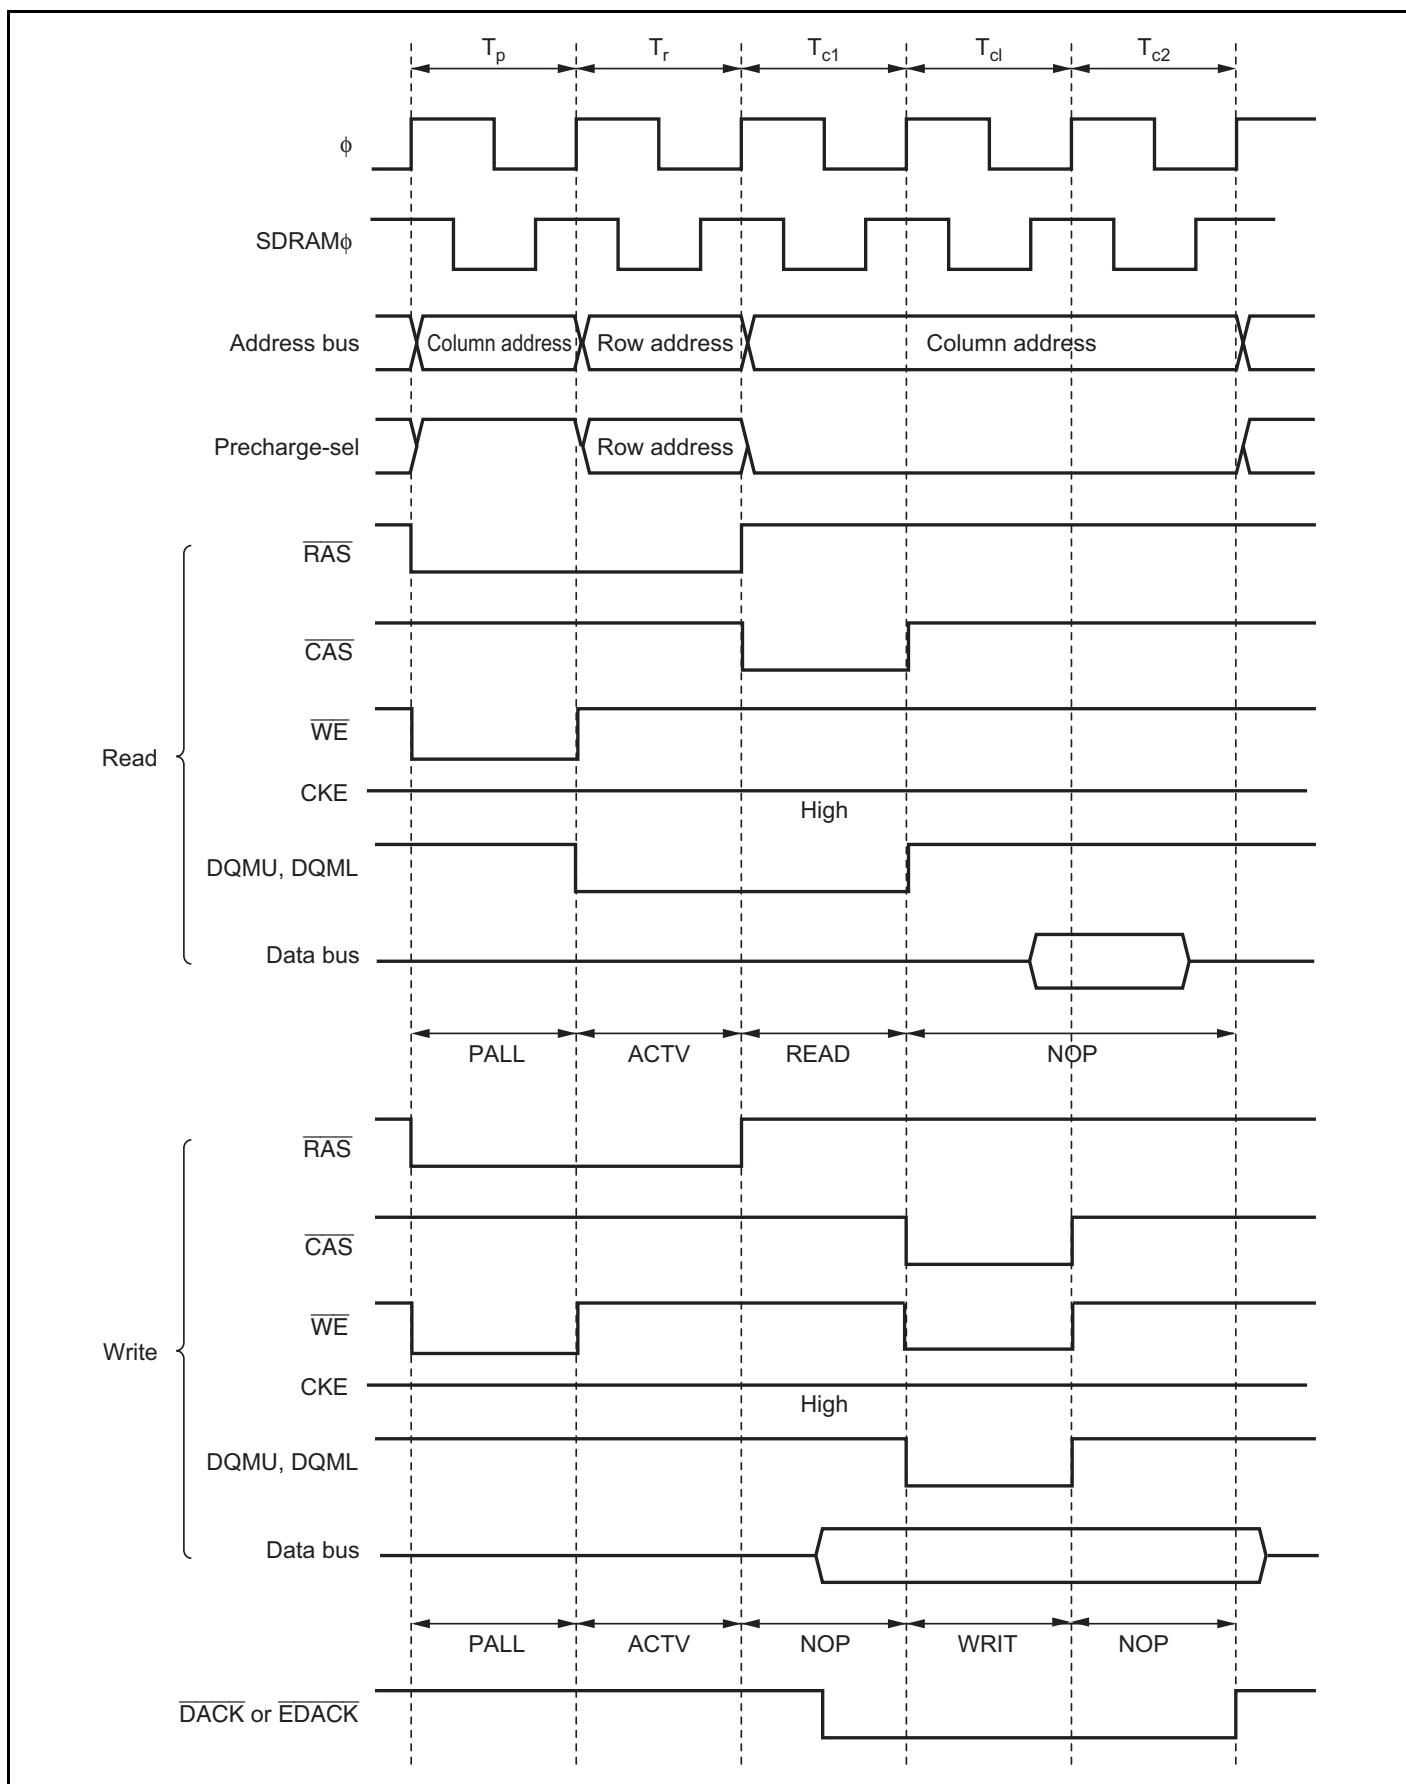 Tp Tr Tc1 Tcl Tc2
ϕ
SDRAMϕ
Address bus Column address Row address Column address
Precharge-sel Row address
RAS
CAS
WE
Read
CKE
High
DQMU, DQML
Data bus
PALL ACTV READ NOP
RAS
CAS
WE
Write
CKE
High
DQMU, DQML
Data bus
PALL ACTV NOP WRIT NOP
DACK or EDACK